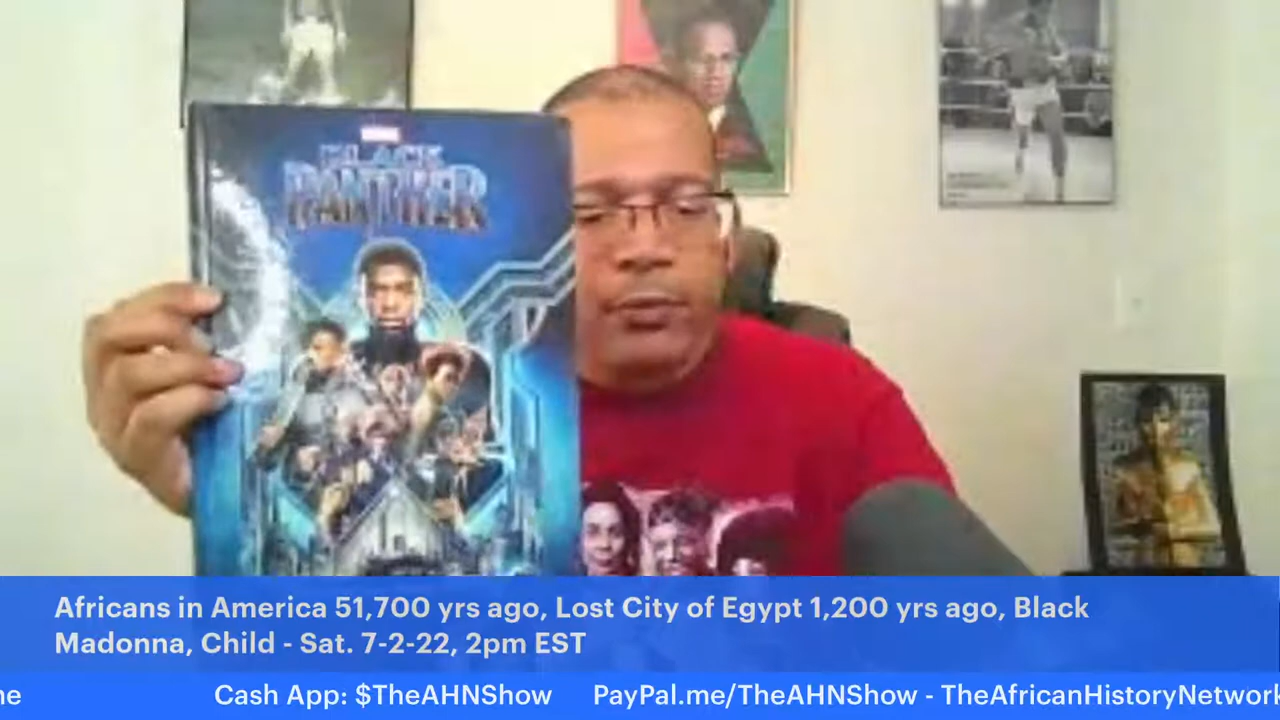 MARVEL
BLACK
PANTHER
Africans in America 51,700 yrs ago, Lost City of Egypt 1,200 yrs ago, Black
Madonna, Child - Sat. 7-2-22, 2pm EST
ne Cash App: $TheAHNShow PayPal.me/TheAHNShow - TheAfricanHistoryNetwork